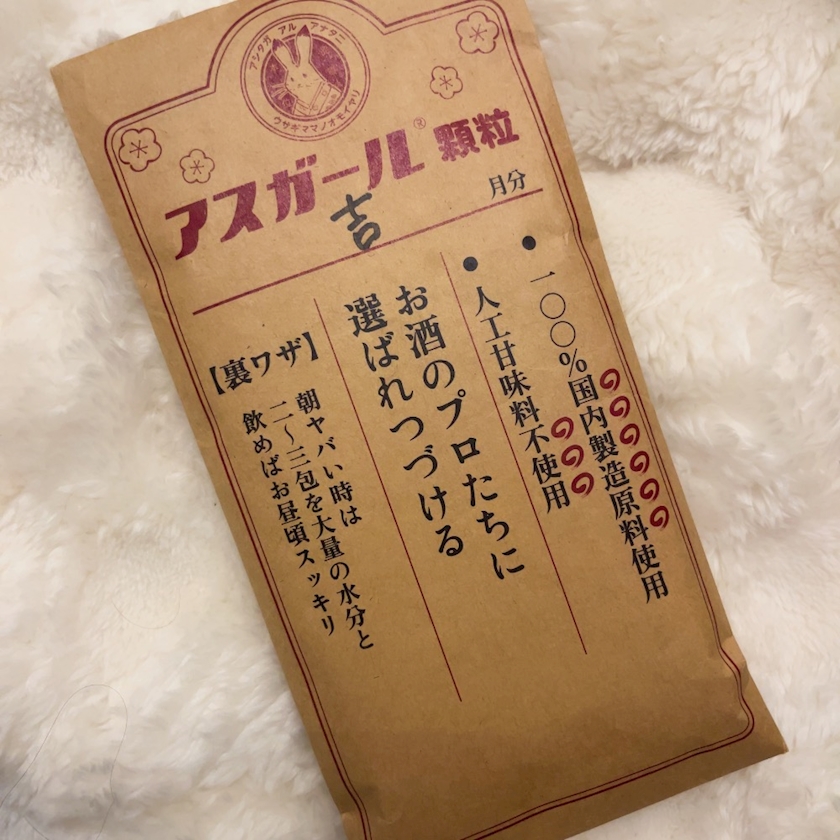 アシタガ アル アナタニ
ウサギママノオモイヤリ
アスガール® 顆粒
吉
月分
● 一〇〇%国内製造原料使用
● 人工甘味料不使用
お酒のプロたちに
選ばれつづける
【裏ワザ】
朝ヤバい時は
二〜三包を大量の水分と
飲めばお昼頃スッキリ